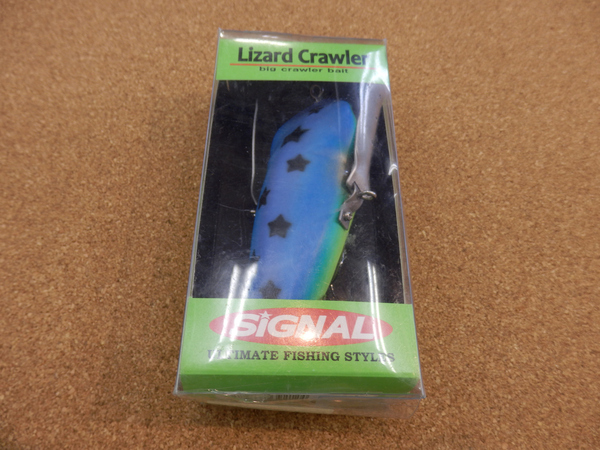 Lizard Crawler
big crawler bait
SiGNAL
ULTIMATE FISHING STYLES